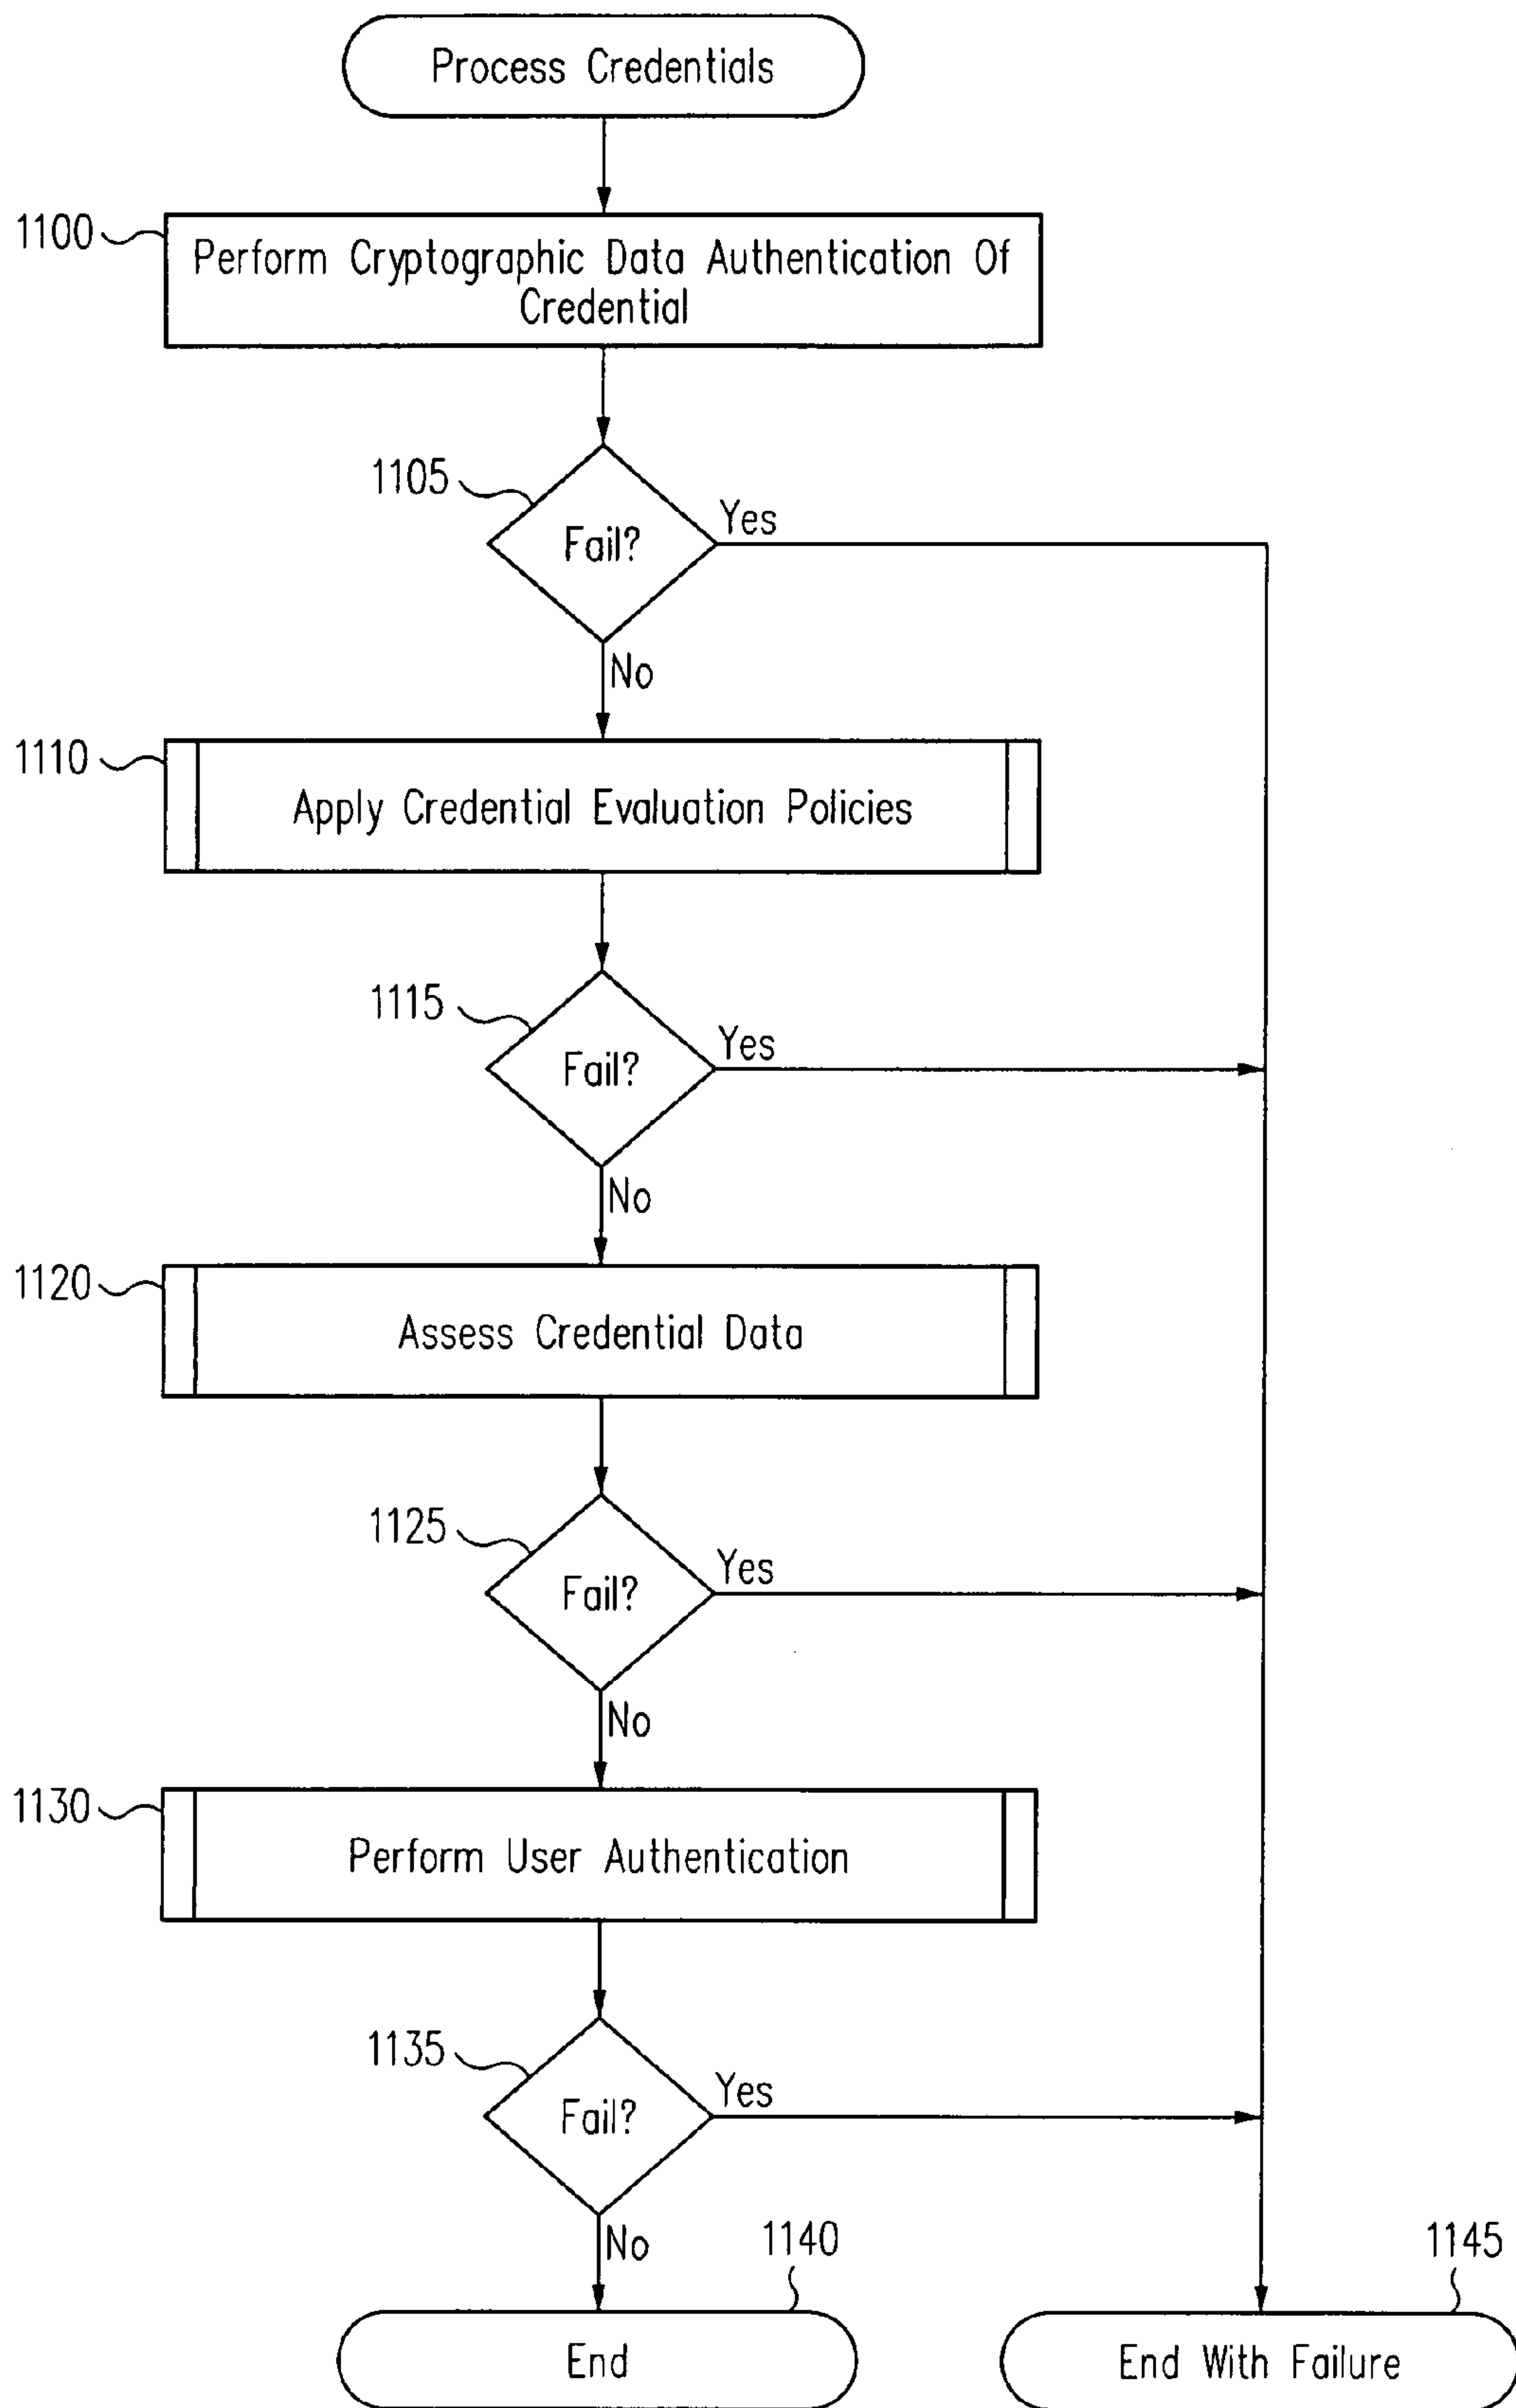 Process Credentials
1100
Perform Cryptographic Data Authentication Of
Credential
1105
Fail?
Yes
No
1110
Apply Credential Evaluation Policies
1115
Fail?
Yes
No
1120
Assess Credential Data
1125
Fail?
Yes
No
1130
Perform User Authentication
1135
Fail?
Yes
No
1140
1145
End
End With Failure